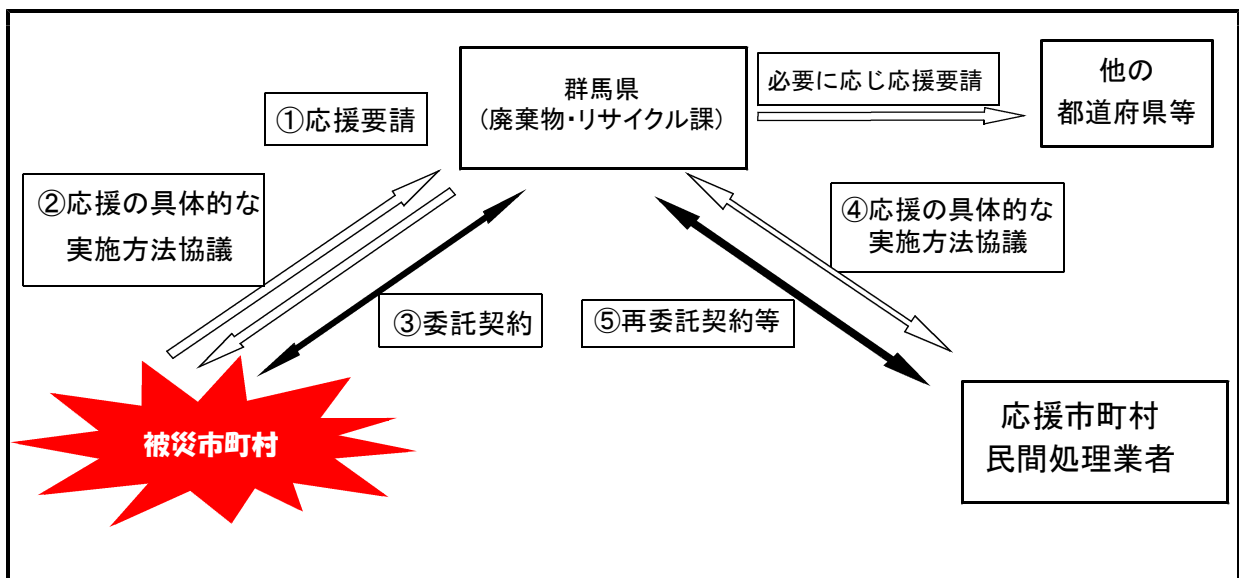 群馬県
(廃棄物・リサイクル課)
必要に応じ応援要請
他の
都道府県等
①応援要請
②応援の具体的な
実施方法協議
④応援の具体的な
実施方法協議
③委託契約
⑤再委託契約等
被災市町村
応援市町村
民間処理業者